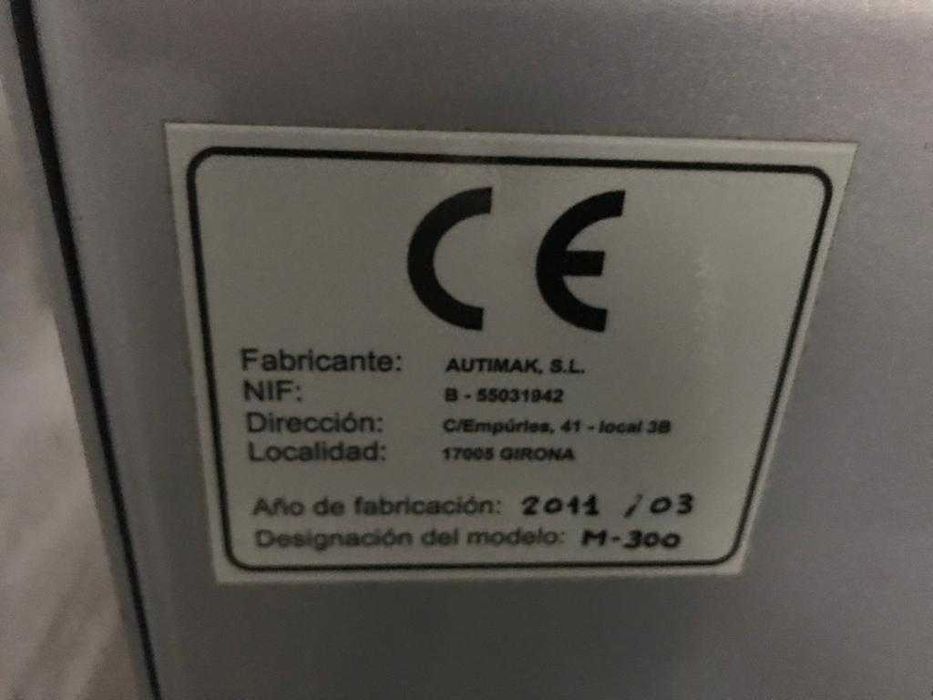 CE
Fabricante: AUTIMAK, S.L.
NIF: B - 55031942
Dirección: C/Empúries, 41 - local 3B
Localidad: 17005 GIRONA
Año de fabricación: 2011 / 03
Designación del modelo: M-300